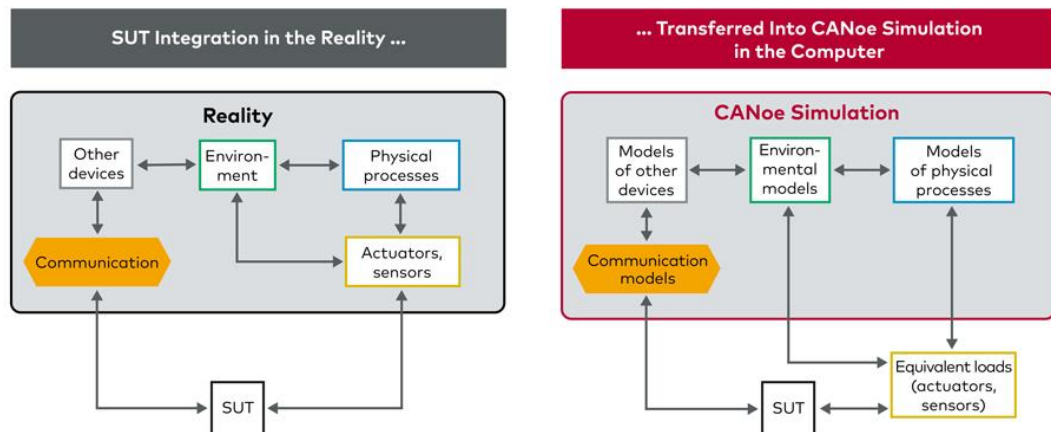 SUT Integration in the Reality ...
Reality
Other
devices
Environ-
ment
Physical
processes
Communication
Actuators,
sensors
SUT
... Transferred Into CANoe Simulation
in the Computer
CANoe Simulation
Models
of other
devices
Environ-
mental
models
Models
of physical
processes
Communication
models
Equivalent loads
(actuators,
sensors)
SUT